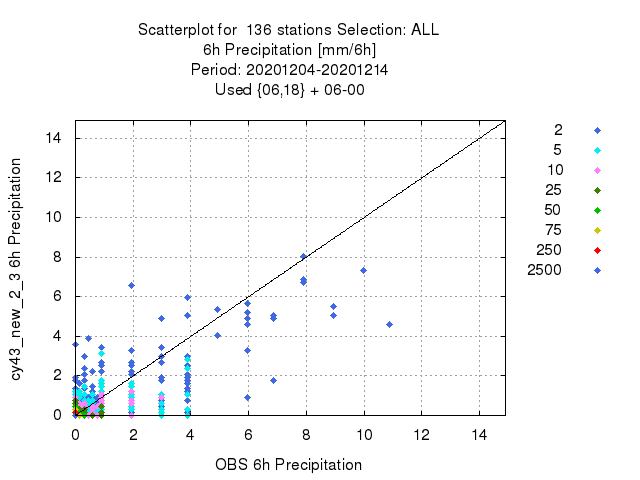 Scatterplot for 136 stations Selection: ALL
6h Precipitation [mm/6h]
Period: 20201204-20201214
Used {06,18} + 06-00
2
5
10
25
50
75
250
2500
cy43_new_2_3 6h Precipitation
14
12
10
8
6
4
2
0
0 2 4 6 8 10 12 14
OBS 6h Precipitation